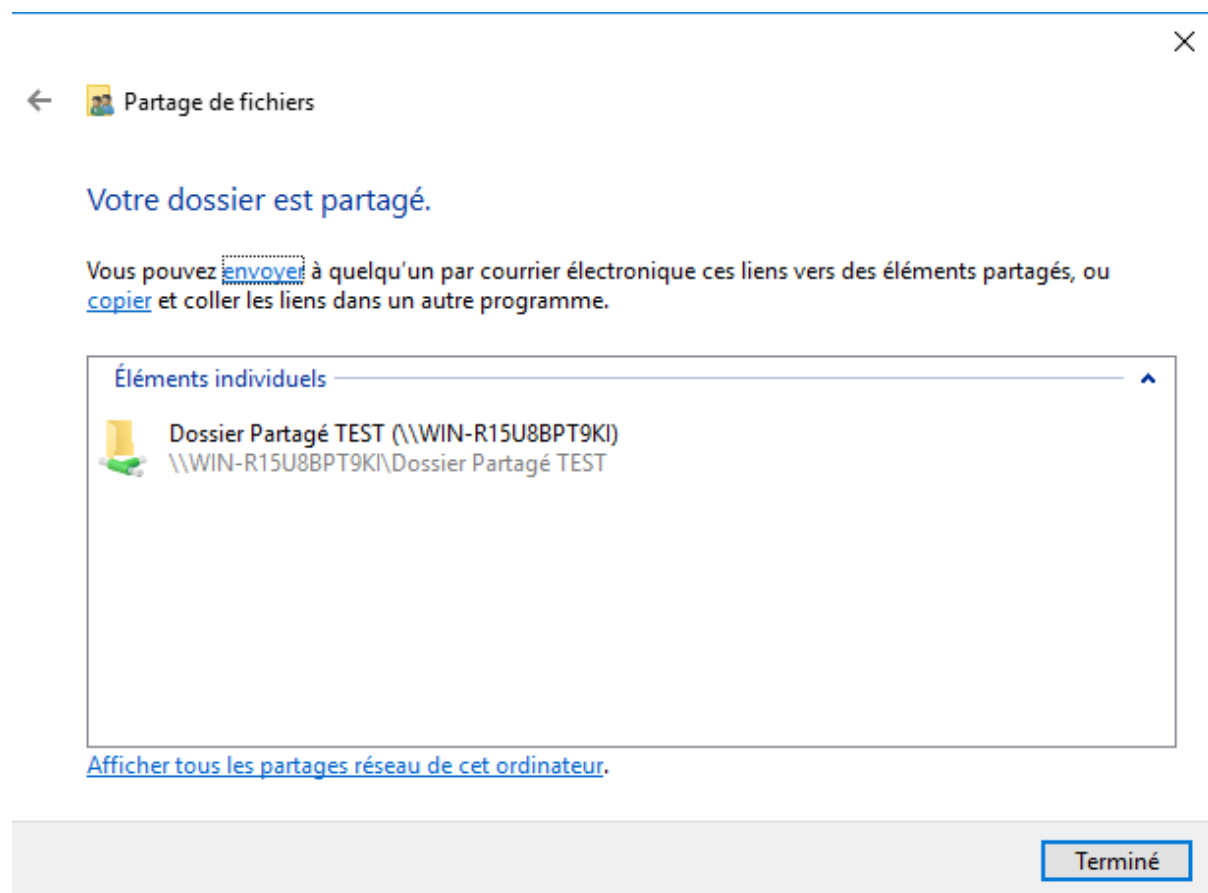 Partage de fichiers
Votre dossier est partagé.
Vous pouvez envoyer à quelqu'un par courrier électronique ces liens vers des éléments partagés, ou
copier et coller les liens dans un autre programme.
Éléments individuels
Dossier Partagé TEST (\\WIN-R15U8BPT9KI)
\\WIN-R15U8BPT9KI\Dossier Partagé TEST
Afficher tous les partages réseau de cet ordinateur.
Terminé